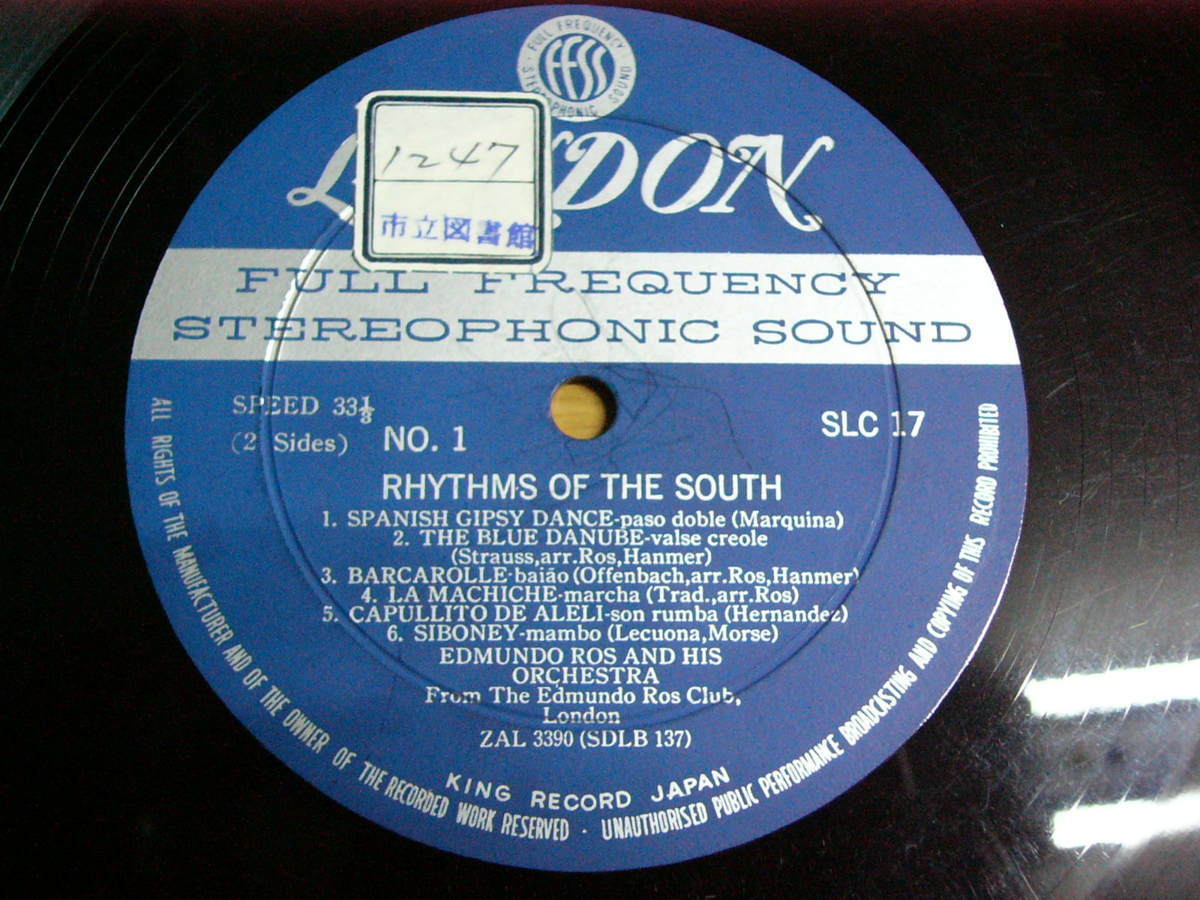 FULL FREQUENCY
STEREOPHONIC SOUND
FFSS
1247
市立図書館
FULL FREQUENCY
STEREOPHONIC SOUND
SPEED 33⅓
(2 Sides)
NO. 1
SLC 17
RHYTHMS OF THE SOUTH
1. SPANISH GIPSY DANCE-paso doble (Marquina)
2. THE BLUE DANUBE-valse creole
(Strauss,arr.Ros,Hanmer)
3. BARCAROLLE-baião (Offenbach,arr.Ros,Hanmer)
4. LA MACHICHE-marcha (Trad.,arr.Ros)
5. CAPULLITO DE ALELI-son rumba (Hernandez)
6. SIBONEY-mambo (Lecuona,Morse)
EDMUNDO ROS AND HIS
ORCHESTRA
From The Edmundo Ros Club,
London
ZAL 3390 (SDLB 137)
KING RECORD JAPAN
ALL RIGHTS OF THE MANUFACTURER AND OF THE OWNER OF THE RECORDED WORK RESERVED · UNAUTHORISED PUBLIC PERFORMANCE BROADCASTING AND COPYING OF THIS RECORD PROHIBITED